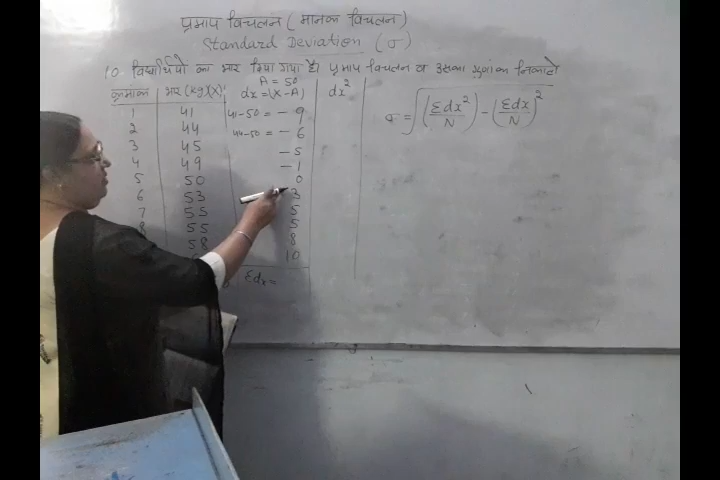 प्रमाप विचलन (मानक विचलन)
Standard Deviation (σ)
10 विद्यार्थियो का भार दिया गया है। प्रमाप विचलन व उसका गुणांक निकालो
A = 50
क्रमांक भार (kg)(X) dx=(X-A) dx²
1 41 41-50 = -9
2 44 44-50 = -6
3 45 -5
4 49 -1
5 50 0
6 53 3
7 55 5
8 55 5
58 8
10
Σdx=
σ = √(Σdx²/N) - (Σdx/N)²